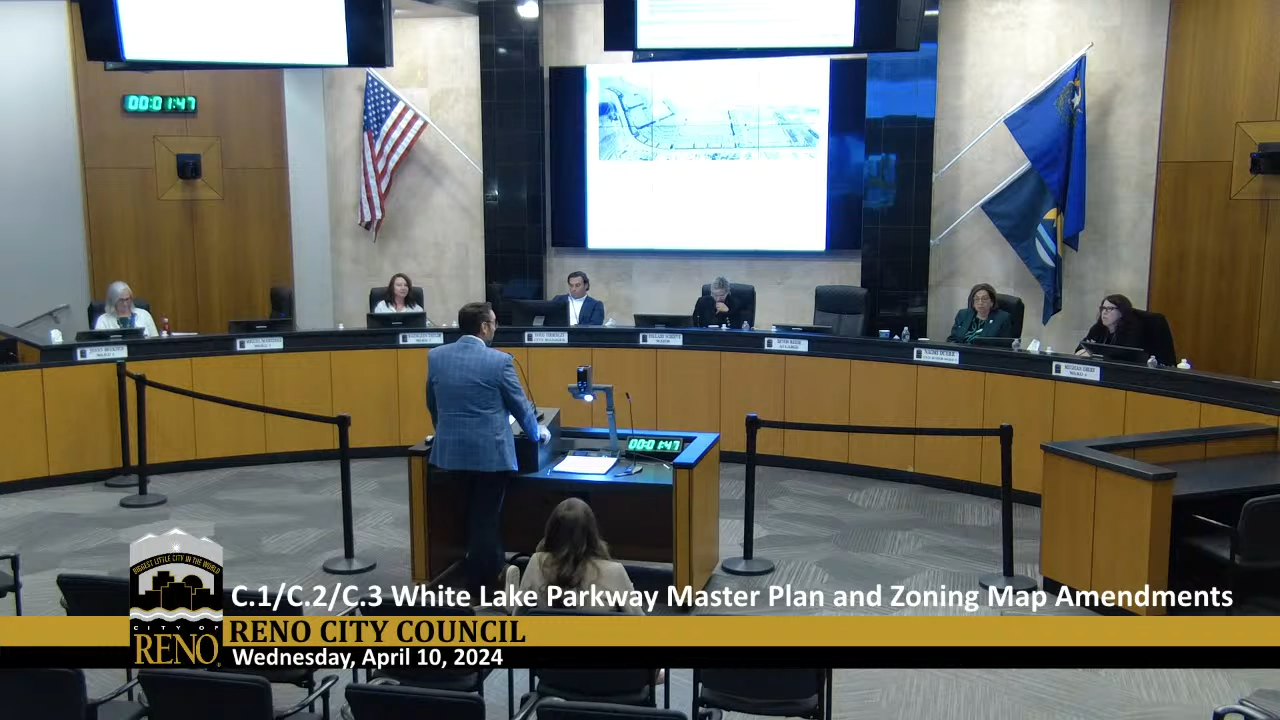 00:01:47
00:01:47
BIGGEST LITTLE CITY IN THE WORLD
CITY OF
RENO
C.1/C.2/C.3 White Lake Parkway Master Plan and Zoning Map Amendments
RENO CITY COUNCIL
Wednesday, April 10, 2024